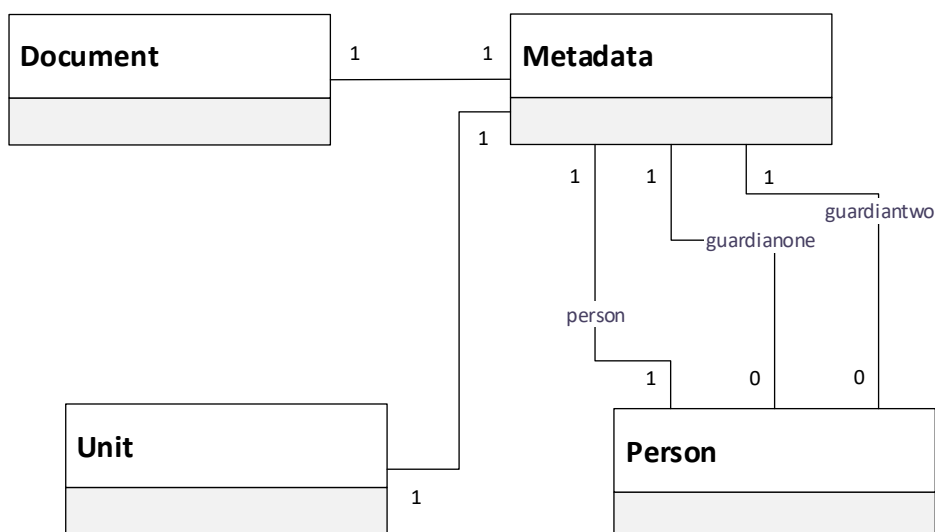 Document
1
1
Metadata
1
1
1
1
guardiantwo
guardianone
person
1
0
0
Unit
Person
1